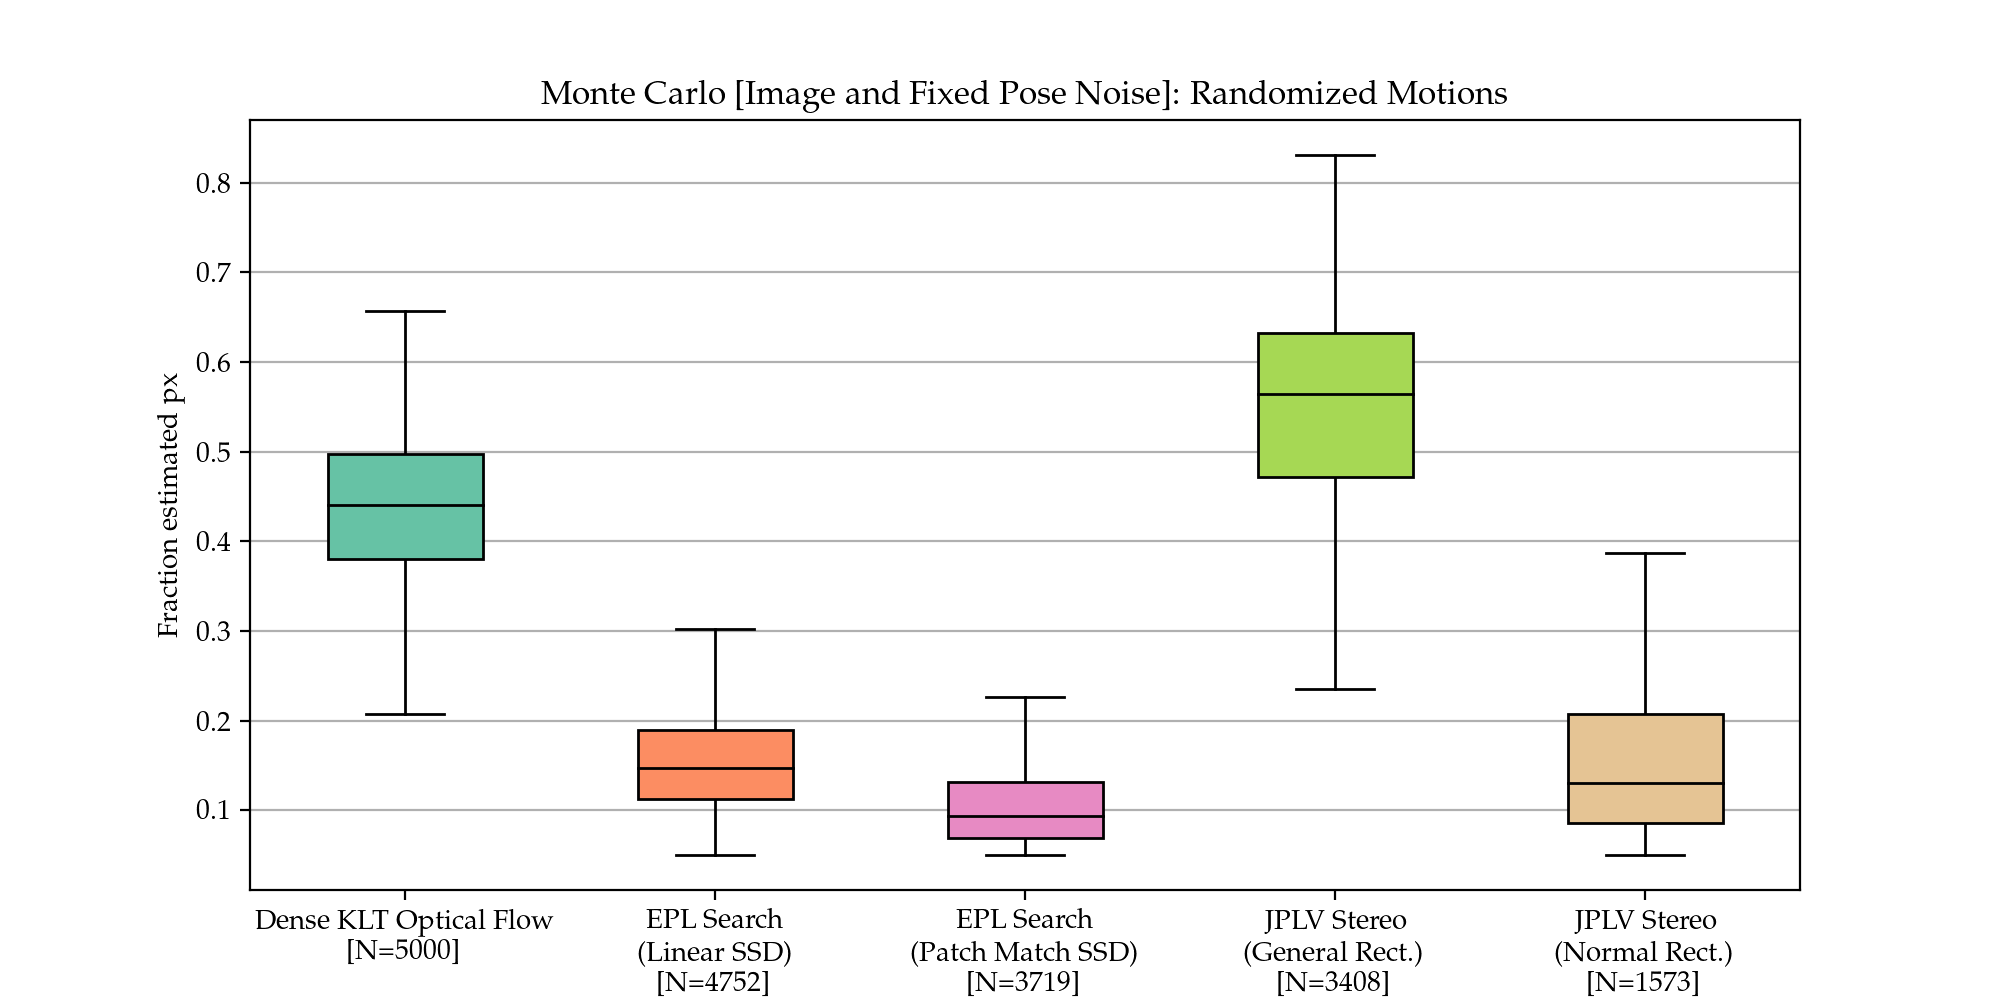 Monte Carlo [Image and Fixed Pose Noise]: Randomized Motions
Fraction estimated px
0.8
0.7
0.6
0.5
0.4
0.3
0.2
0.1
Dense KLT Optical Flow
[N=5000]
EPL Search
(Linear SSD)
[N=4752]
EPL Search
(Patch Match SSD)
[N=3719]
JPLV Stereo
(General Rect.)
[N=3408]
JPLV Stereo
(Normal Rect.)
[N=1573]